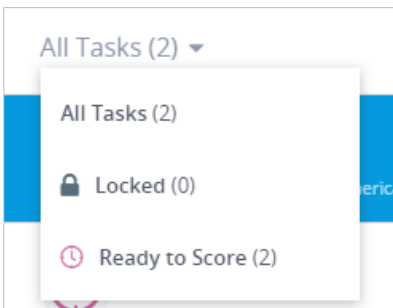 All Tasks (2)
All Tasks (2)
Locked (0)
Ready to Score (2)